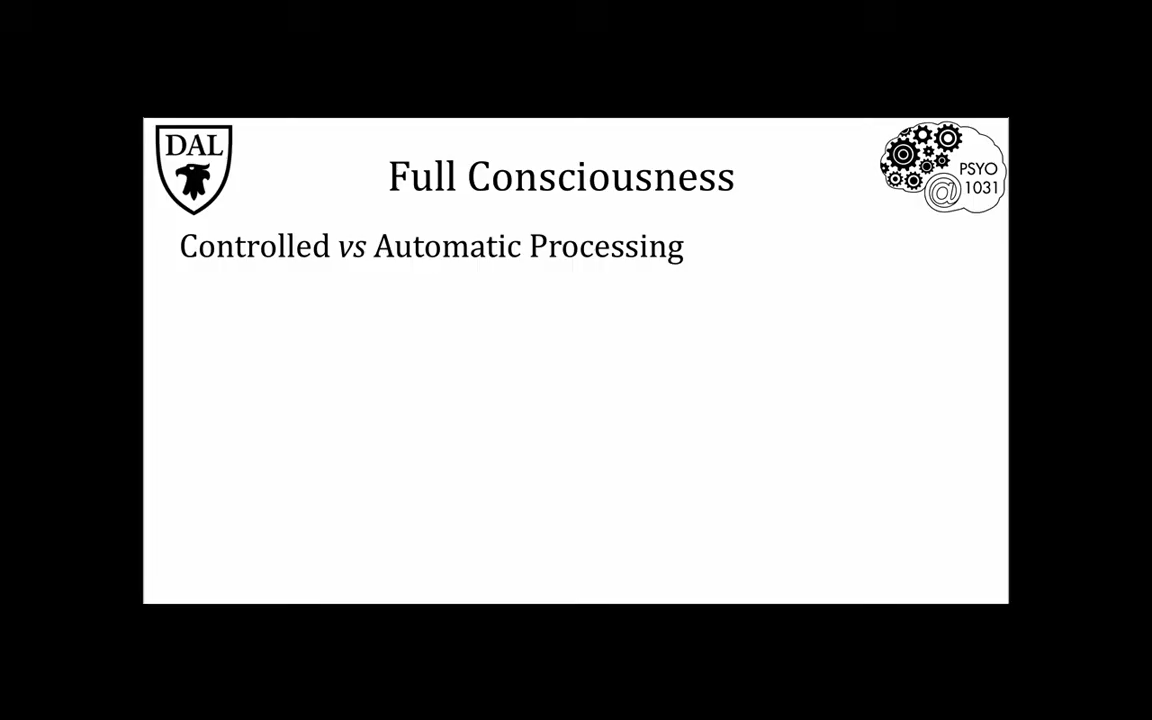 DAL
Full Consciousness
PSYO
@ 1031
Controlled vs Automatic Processing